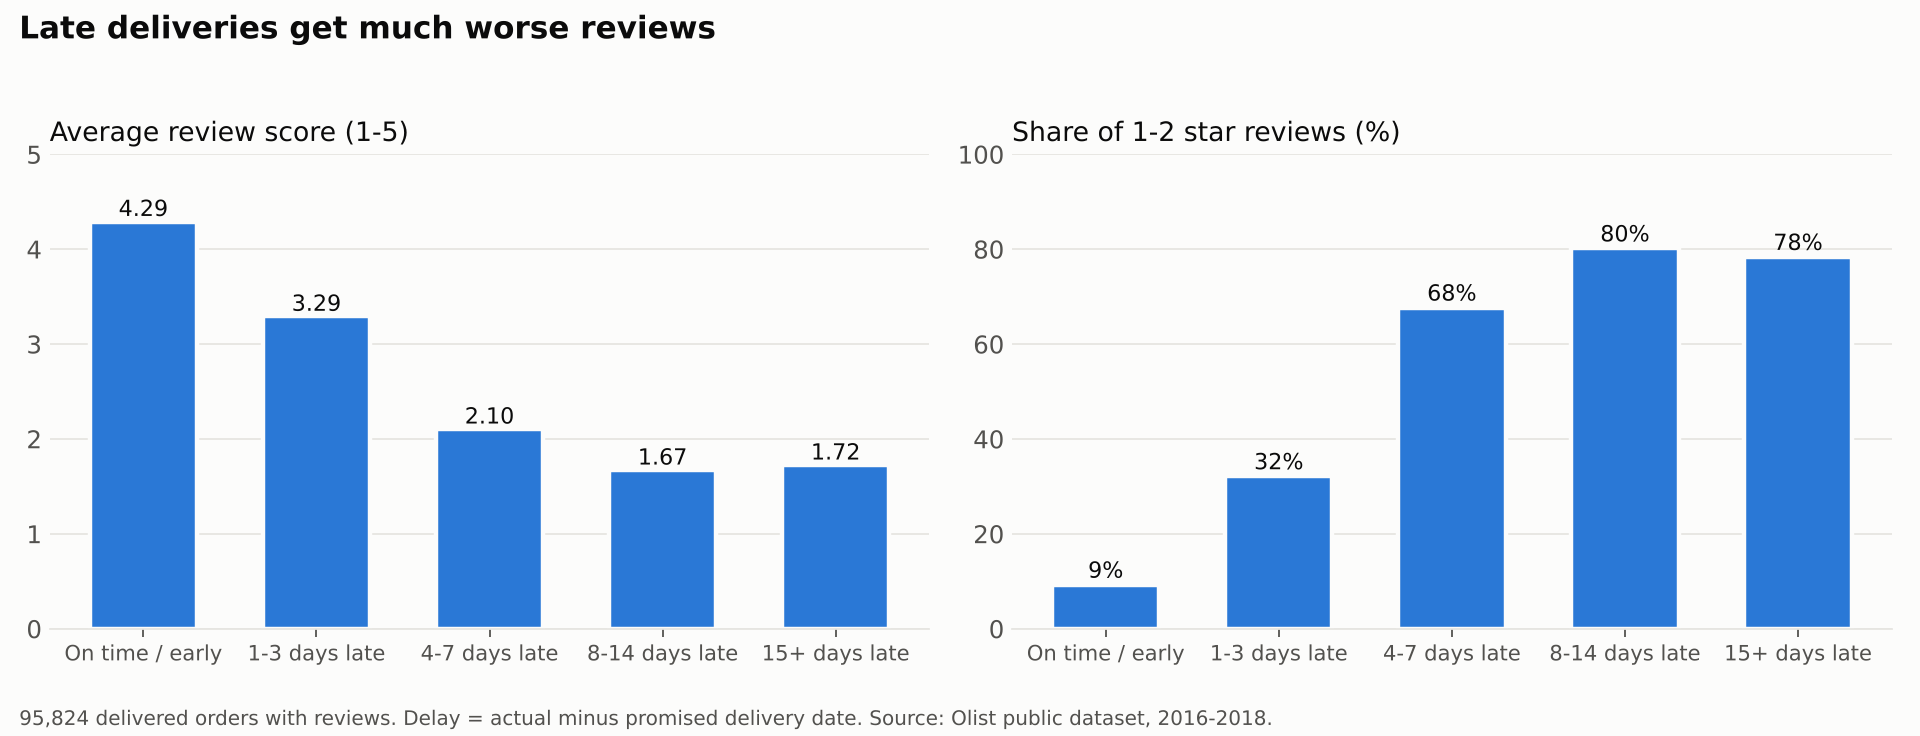 Late deliveries get much worse reviews
Average review score (1-5)
5
4
3
2
1
0
4.29
3.29
2.10
1.67
1.72
On time / early
1-3 days late
4-7 days late
8-14 days late
15+ days late
Share of 1-2 star reviews (%)
100
80
60
40
20
0
9%
32%
68%
80%
78%
On time / early
1-3 days late
4-7 days late
8-14 days late
15+ days late
95,824 delivered orders with reviews. Delay = actual minus promised delivery date. Source: Olist public dataset, 2016-2018.